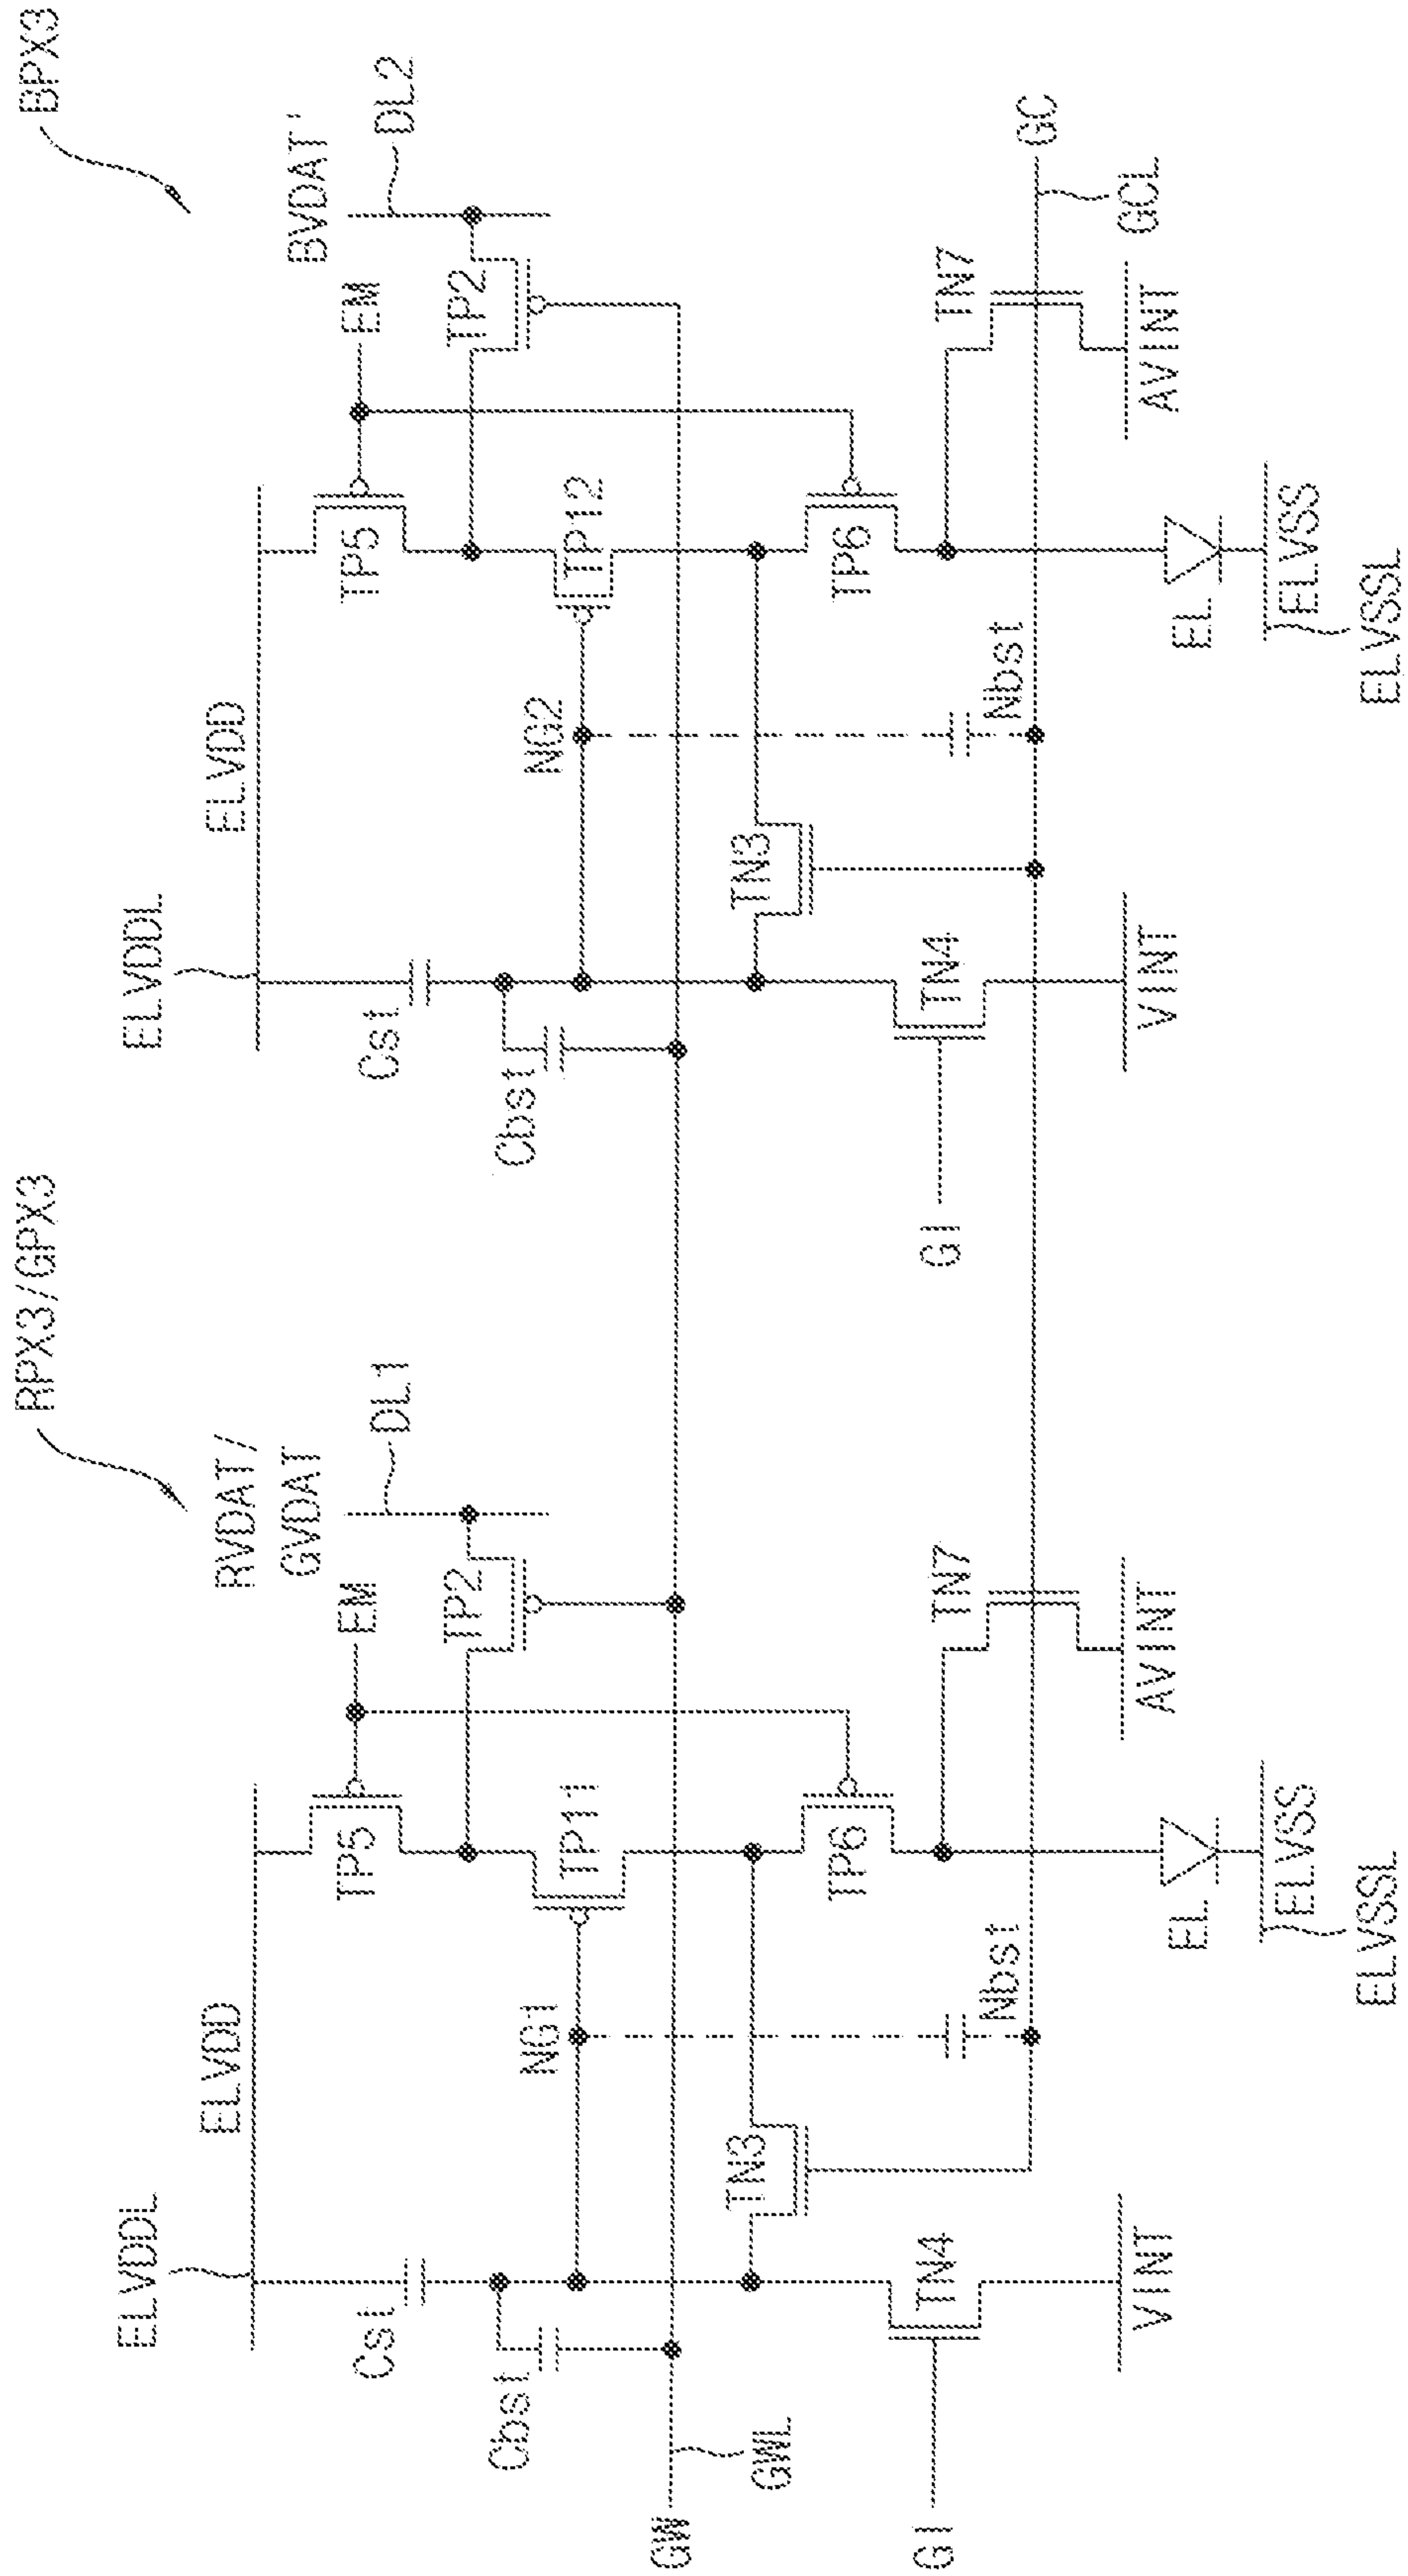 RPX3/GPX3
RVDAT/
GVDAT
ELVDDL
ELVDD
EM
DL1
Cst
TP5
TP2
Cbst
NG1
TP11
GW
GWL
TN3
TP6
TN7
GI
TN4
Nbst
VINT
EL
AVINT
ELVSS
ELVSSL
BPX3
BVDAT'
ELVDDL
ELVDD
EM
DL2
Cst
TP5
TP2
Cbst
NG2
TP12
TN3
TP6
TN7
GI
TN4
Nbst
GC
GCL
VINT
EL
AVINT
ELVSS
ELVSSL